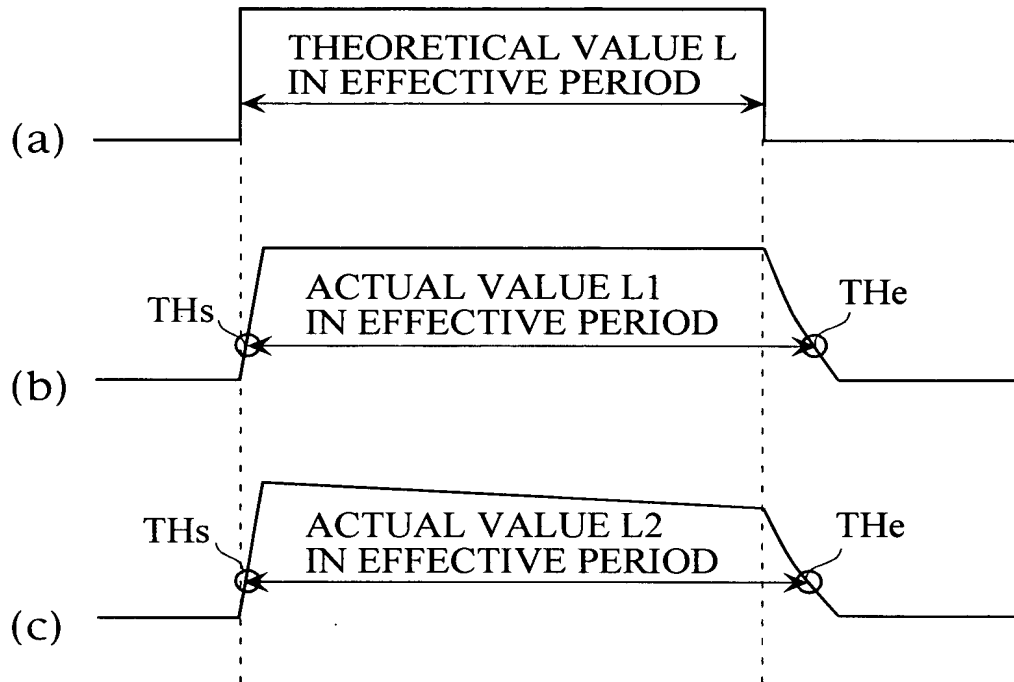 THEORETICAL VALUE L
IN EFFECTIVE PERIOD
(a)
ACTUAL VALUE L1
IN EFFECTIVE PERIOD
THs
THe
(b)
ACTUAL VALUE L2
IN EFFECTIVE PERIOD
THs
THe
(c)